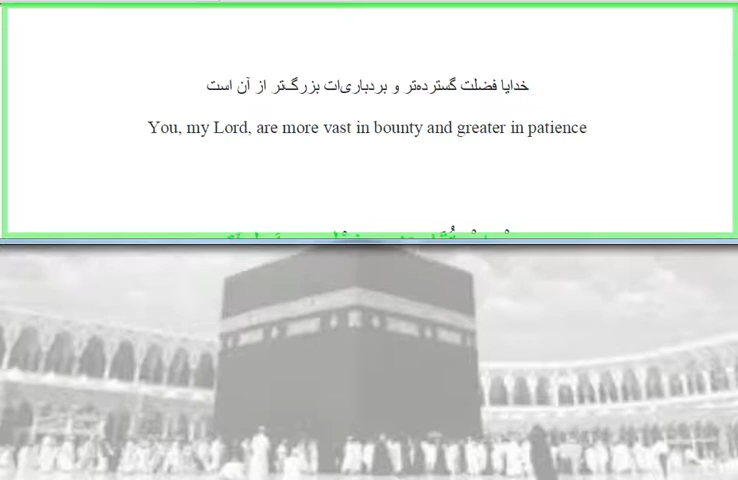 خدایا فضلت گسترده‌تر و بردباری‌ات بزرگ‌تر از آن است
You, my Lord, are more vast in bounty and greater in patience